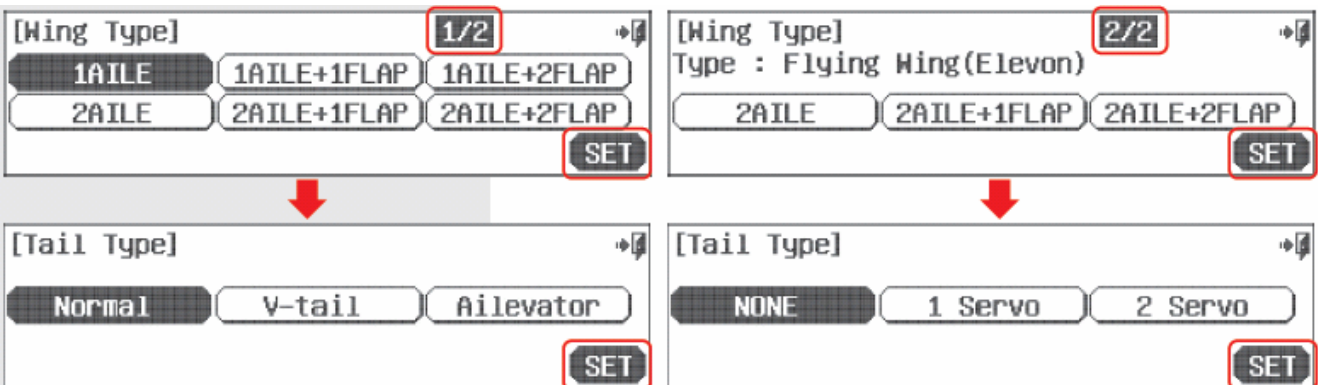 [Wing Type] 1/2
1AILE 1AILE+1FLAP 1AILE+2FLAP
2AILE 2AILE+1FLAP 2AILE+2FLAP
SET
[Tail Type]
Normal V-tail Ailevator
SET
[Wing Type] 2/2
Type : Flying Wing(Elevon)
2AILE 2AILE+1FLAP 2AILE+2FLAP
SET
[Tail Type]
NONE 1 Servo 2 Servo
SET